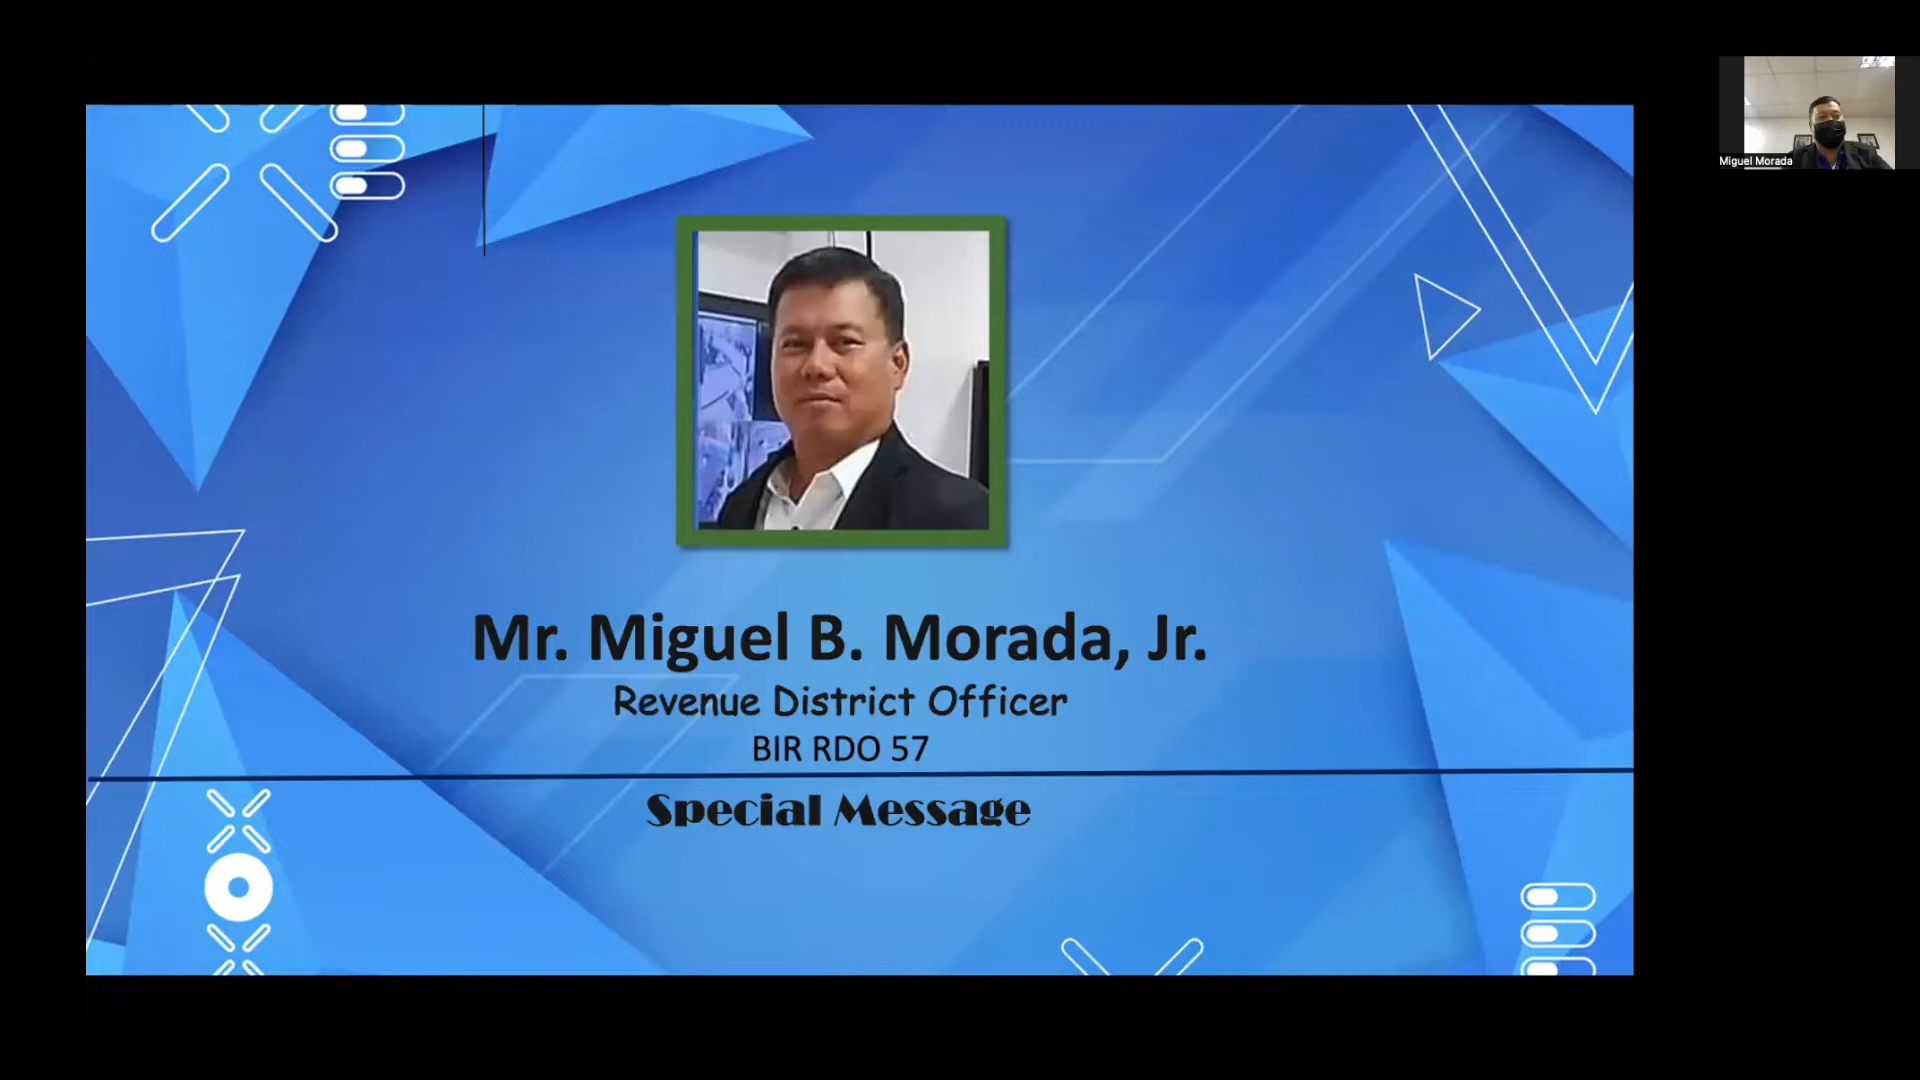 Miguel Morada
Mr. Miguel B. Morada, Jr.
Revenue District Officer
BIR RDO 57
Special Message